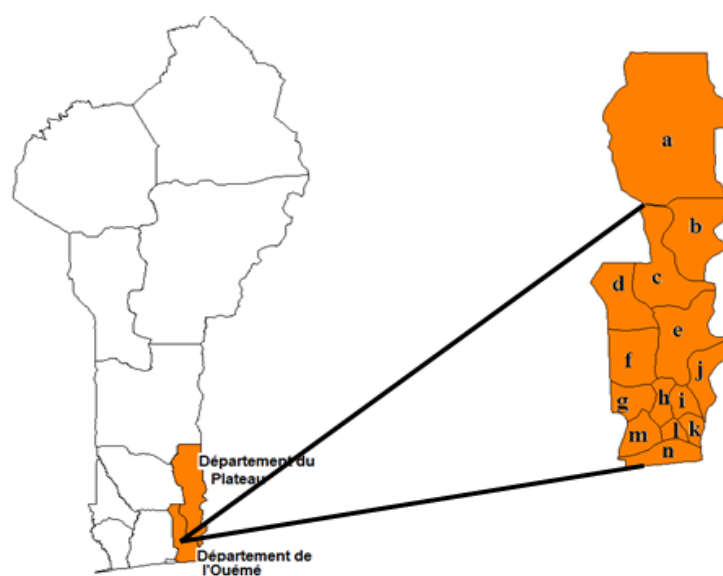 a
b
c
d
e
f
j
h
i
g
m
l
k
n
Département du
Plateau
Département de
l'Ouémé